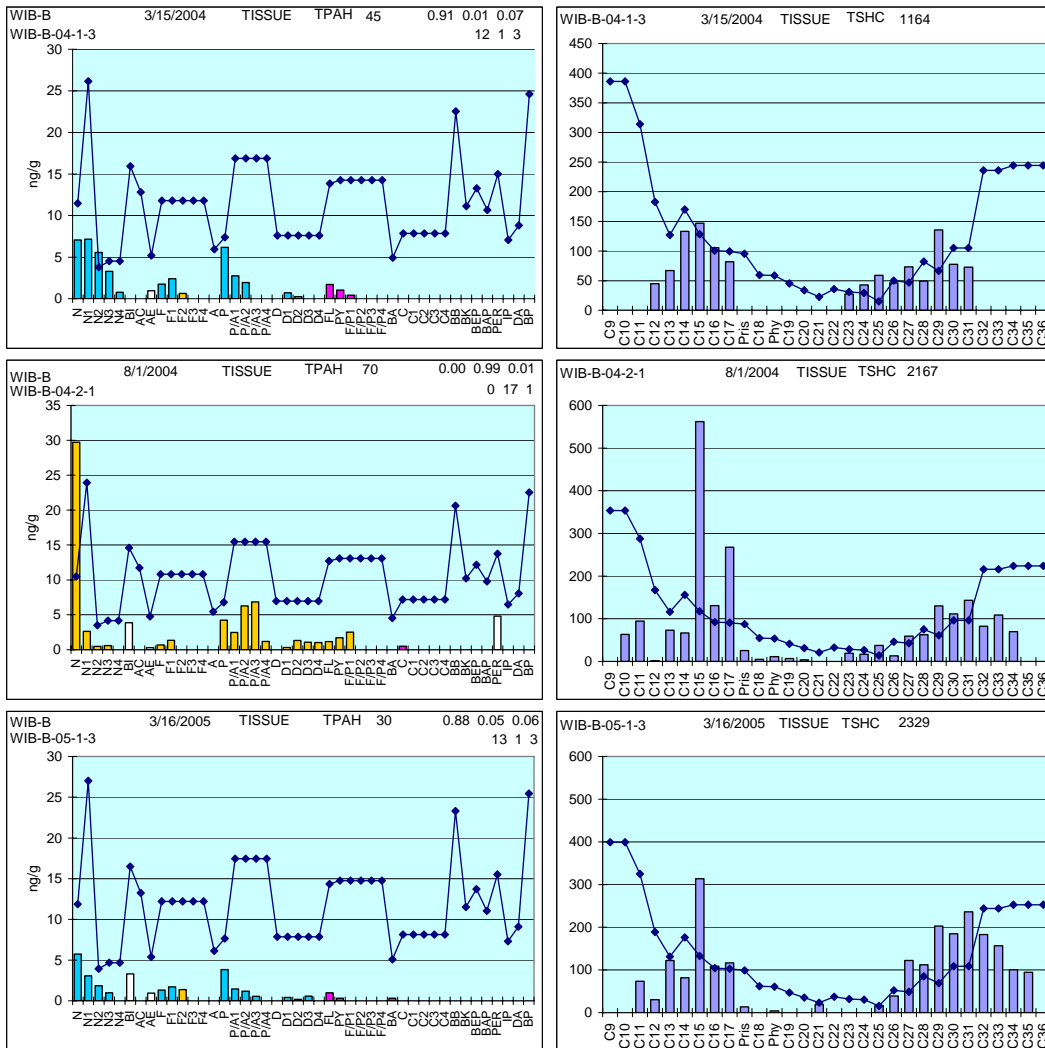 WIB-B 3/15/2004 TISSUE TPAH 45 0.91 0.01 0.07
WIB-B-04-1-3 12 1 3
30
25
20
15
10
5
0
ng/g
N N1 N2 N3 N4 BI AC AE F F1 F2 F3 F4 A P P/A1 P/A2 P/A3 P/A4 D D1 D2 D3 D4 FL PY F/P1 F/P2 F/P3 F/P4 BA C C1 C2 C3 C4 BB BK BEP BAP PER IP DA BP
WIB-B-04-1-3 3/15/2004 TISSUE TSHC 1164
450
400
350
300
250
200
150
100
50
0
C9 C10 C11 C12 C13 C14 C15 C16 C17 Pris C18 Phy C19 C20 C21 C22 C23 C24 C25 C26 C27 C28 C29 C30 C31 C32 C33 C34 C35 C36
WIB-B 8/1/2004 TISSUE TPAH 70 0.00 0.99 0.01
WIB-B-04-2-1 0 17 1
35
30
25
20
15
10
5
0
ng/g
N N1 N2 N3 N4 BI AC AE F F1 F2 F3 F4 A P P/A1 P/A2 P/A3 P/A4 D D1 D2 D3 D4 FL PY F/P1 F/P2 F/P3 F/P4 BA C C1 C2 C3 C4 BB BK BEP BAP PER IP DA BP
WIB-B-04-2-1 8/1/2004 TISSUE TSHC 2167
600
500
400
300
200
100
0
C9 C10 C11 C12 C13 C14 C15 C16 C17 Pris C18 Phy C19 C20 C21 C22 C23 C24 C25 C26 C27 C28 C29 C30 C31 C32 C33 C34 C35 C36
WIB-B 3/16/2005 TISSUE TPAH 30 0.88 0.05 0.06
WIB-B-05-1-3 13 1 3
30
25
20
15
10
5
0
ng/g
N N1 N2 N3 N4 BI AC AE F F1 F2 F3 F4 A P P/A1 P/A2 P/A3 P/A4 D D1 D2 D3 D4 FL PY F/P1 F/P2 F/P3 F/P4 BA C C1 C2 C3 C4 BB BK BEP BAP PER IP DA BP
WIB-B-05-1-3 3/16/2005 TISSUE TSHC 2329
600
500
400
300
200
100
0
C9 C10 C11 C12 C13 C14 C15 C16 C17 Pris C18 Phy C19 C20 C21 C22 C23 C24 C25 C26 C27 C28 C29 C30 C31 C32 C33 C34 C35 C36